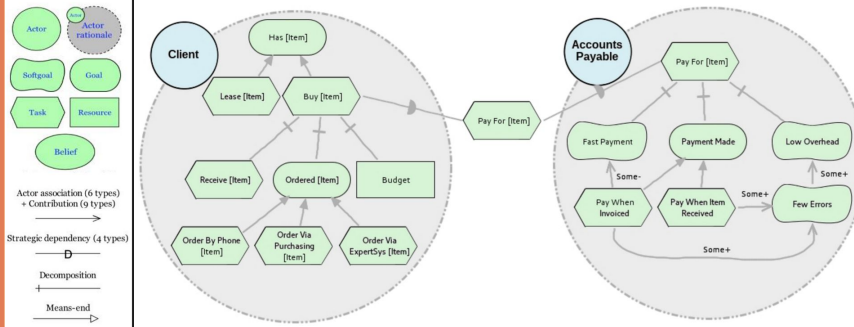 Actor
Actor
Actor
rationale
Softgoal
Goal
Task
Resource
Belief
Actor association (6 types)
+ Contribution (9 types)
Strategic dependency (4 types)
D
Decomposition
Means-end
Client
Has [Item]
Lease [Item]
Buy [Item]
Receive [Item]
Ordered [Item]
Budget
Order By Phone
[Item]
Order Via
Purchasing
[Item]
Order Via
ExpertSys [Item]
Pay For [Item]
Accounts
Payable
Pay For [Item]
Fast Payment
Payment Made
Low Overhead
Some-
Some+
Pay When
Invoiced
Pay When Item
Received
Some+
Few Errors
Some+